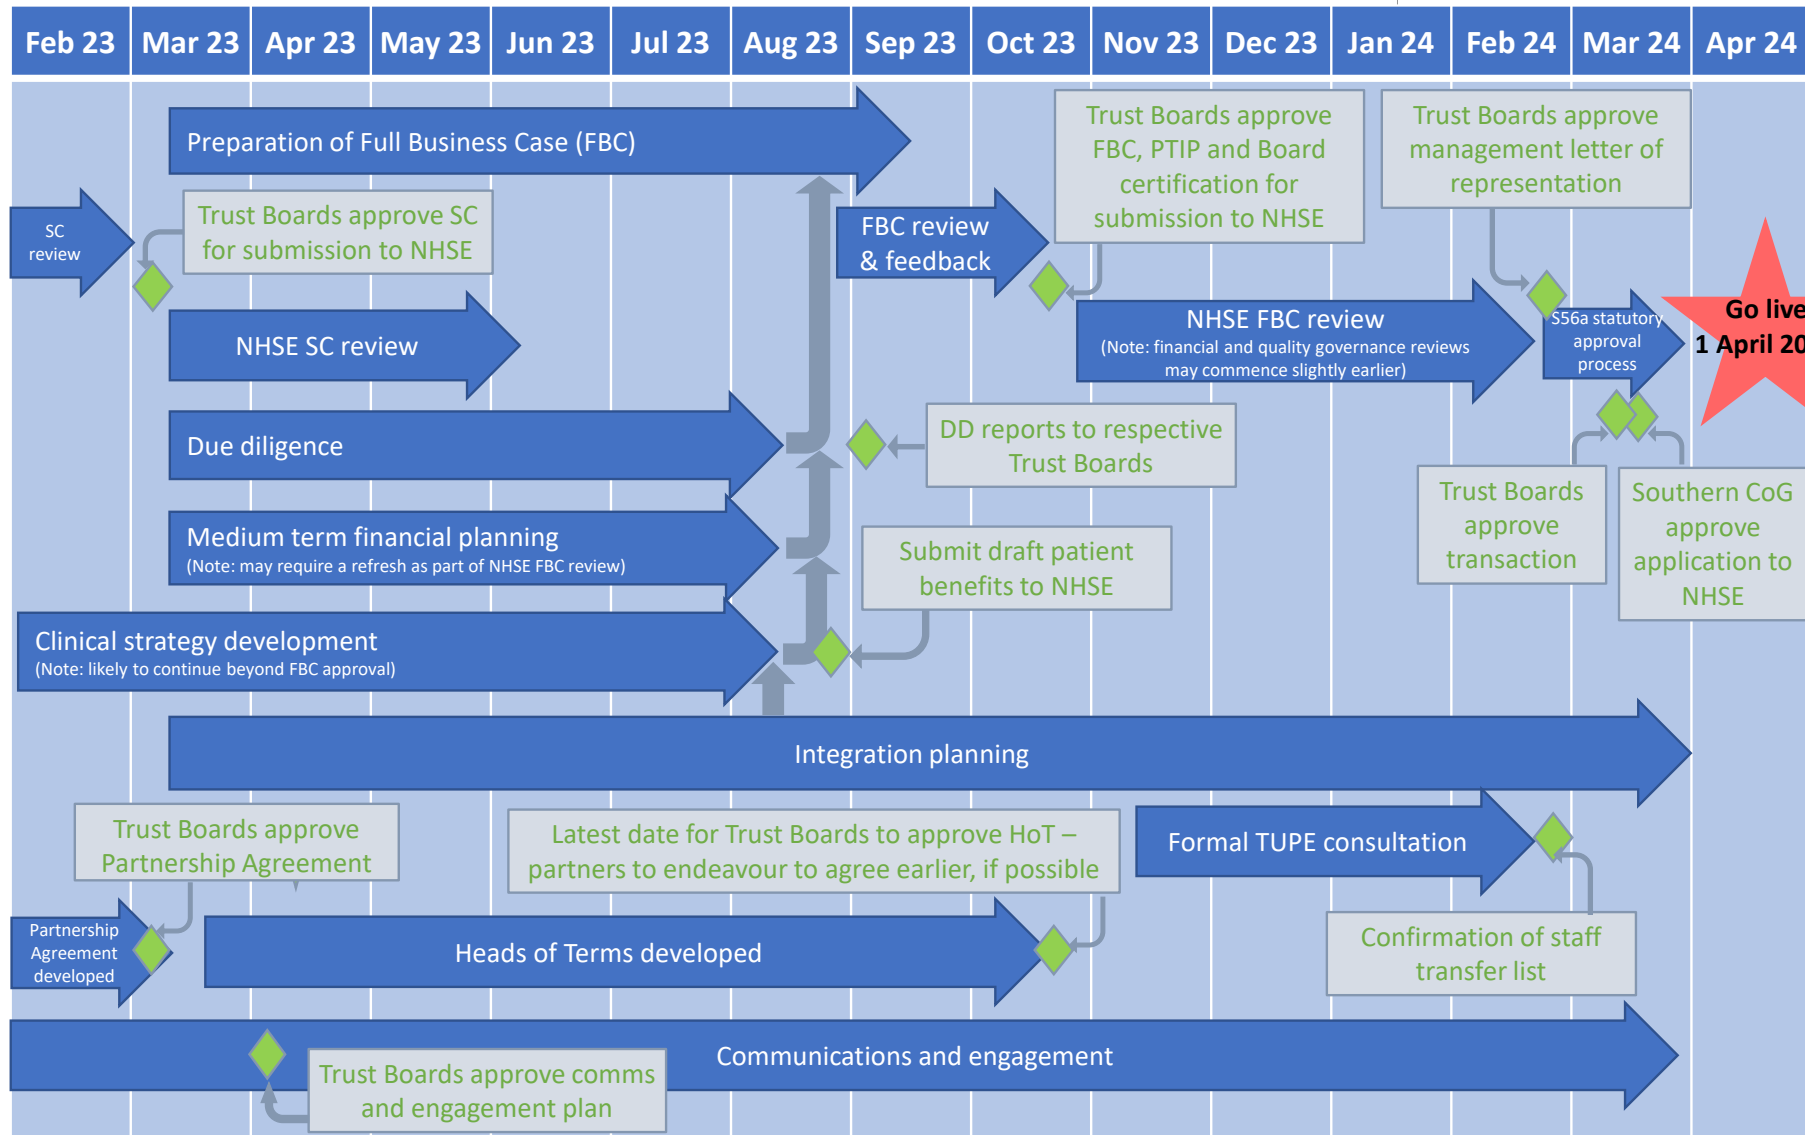 Feb 23 Mar 23 Apr 23 May 23 Jun 23 Jul 23 Aug 23 Sep 23 Oct 23 Nov 23 Dec 23 Jan 24 Feb 24 Mar 24 Apr 24
Preparation of Full Business Case (FBC)
Trust Boards approve
FBC, PTIP and Board
certification for
submission to NHSE
Trust Boards approve
management letter of
representation
SC
review
Trust Boards approve SC
for submission to NHSE
FBC review
& feedback
NHSE SC review
NHSE FBC review
(Note: financial and quality governance reviews
may commence slightly earlier)
S56a statutory
approval
process
Go live
1 April 20
Due diligence
DD reports to respective
Trust Boards
Trust Boards
approve
transaction
Southern CoG
approve
application to
NHSE
Medium term financial planning
(Note: may require a refresh as part of NHSE FBC review)
Submit draft patient
benefits to NHSE
Clinical strategy development
(Note: likely to continue beyond FBC approval)
Integration planning
Trust Boards approve
Partnership Agreement
Latest date for Trust Boards to approve HoT –
partners to endeavour to agree earlier, if possible
Formal TUPE consultation
Partnership
Agreement
developed
Heads of Terms developed
Confirmation of staff
transfer list
Communications and engagement
Trust Boards approve comms
and engagement plan